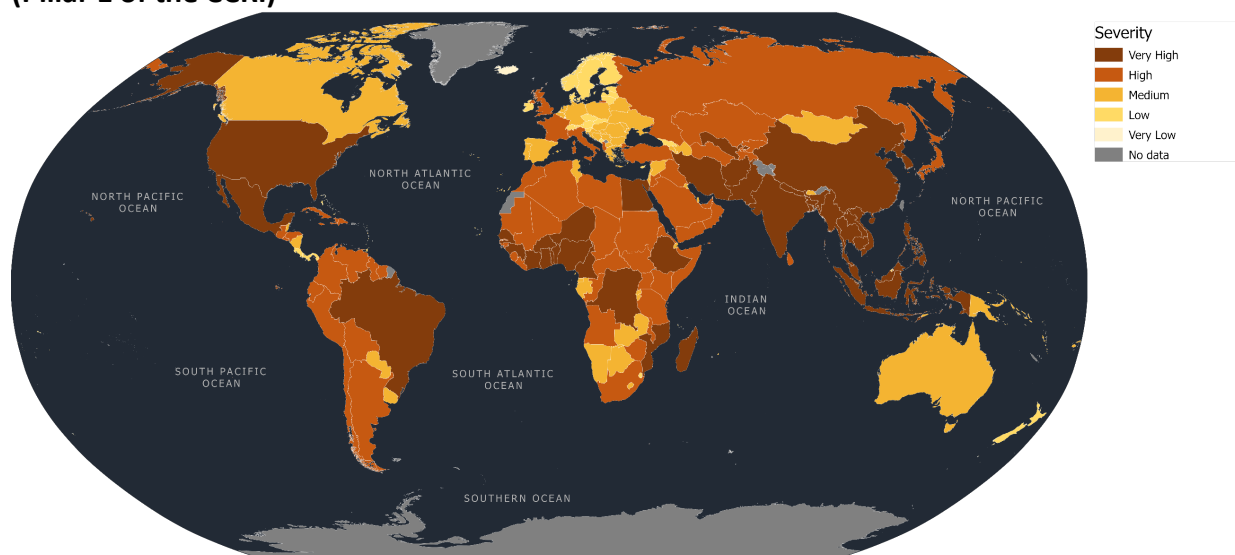 Severity
Very High
High
Medium
Low
Very Low
No data
NORTH ATLANTIC
OCEAN
NORTH PACIFIC
OCEAN
NORTH PACIFIC
OCEAN
INDIAN
OCEAN
SOUTH PACIFIC
OCEAN
SOUTH ATLANTIC
OCEAN
SOUTHERN OCEAN